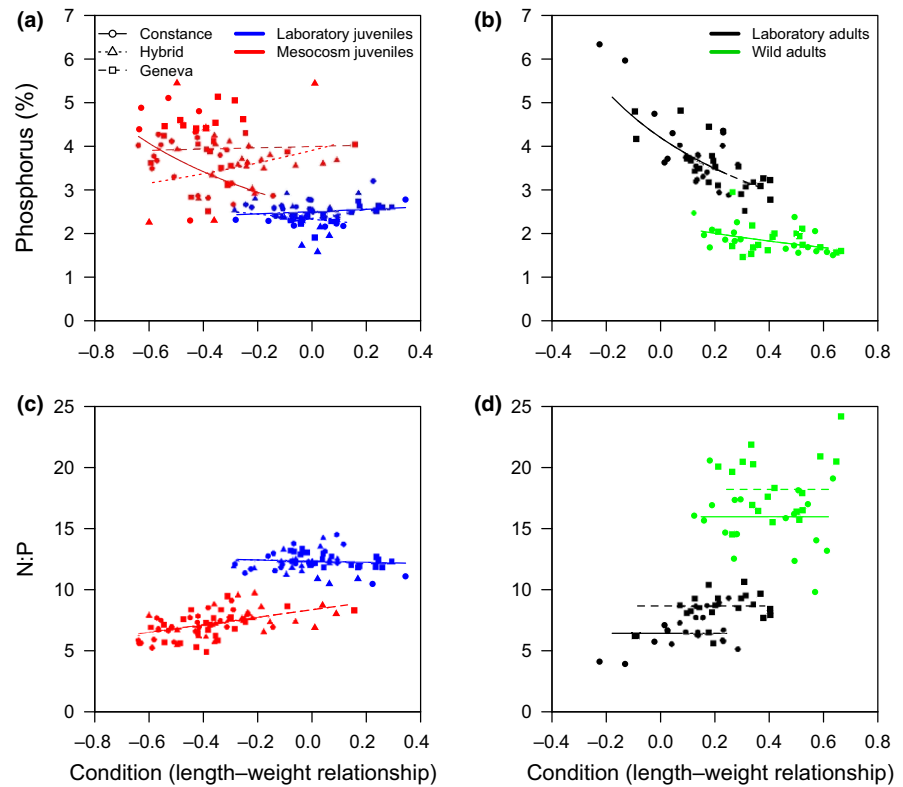 (a)
Constance
Hybrid
Geneva
Laboratory juveniles
Mesocosm juveniles
Phosphorus (%)
7
6
5
4
3
2
1
0
–0.8 –0.6 –0.4 –0.2 0.0 0.2 0.4
(b)
Laboratory adults
Wild adults
7
6
5
4
3
2
1
0
–0.4 –0.2 0.0 0.2 0.4 0.6 0.8
(c)
N:P
25
20
15
10
5
0
–0.8 –0.6 –0.4 –0.2 0.0 0.2 0.4
Condition (length–weight relationship)
(d)
25
20
15
10
5
0
–0.4 –0.2 0.0 0.2 0.4 0.6 0.8
Condition (length–weight relationship)